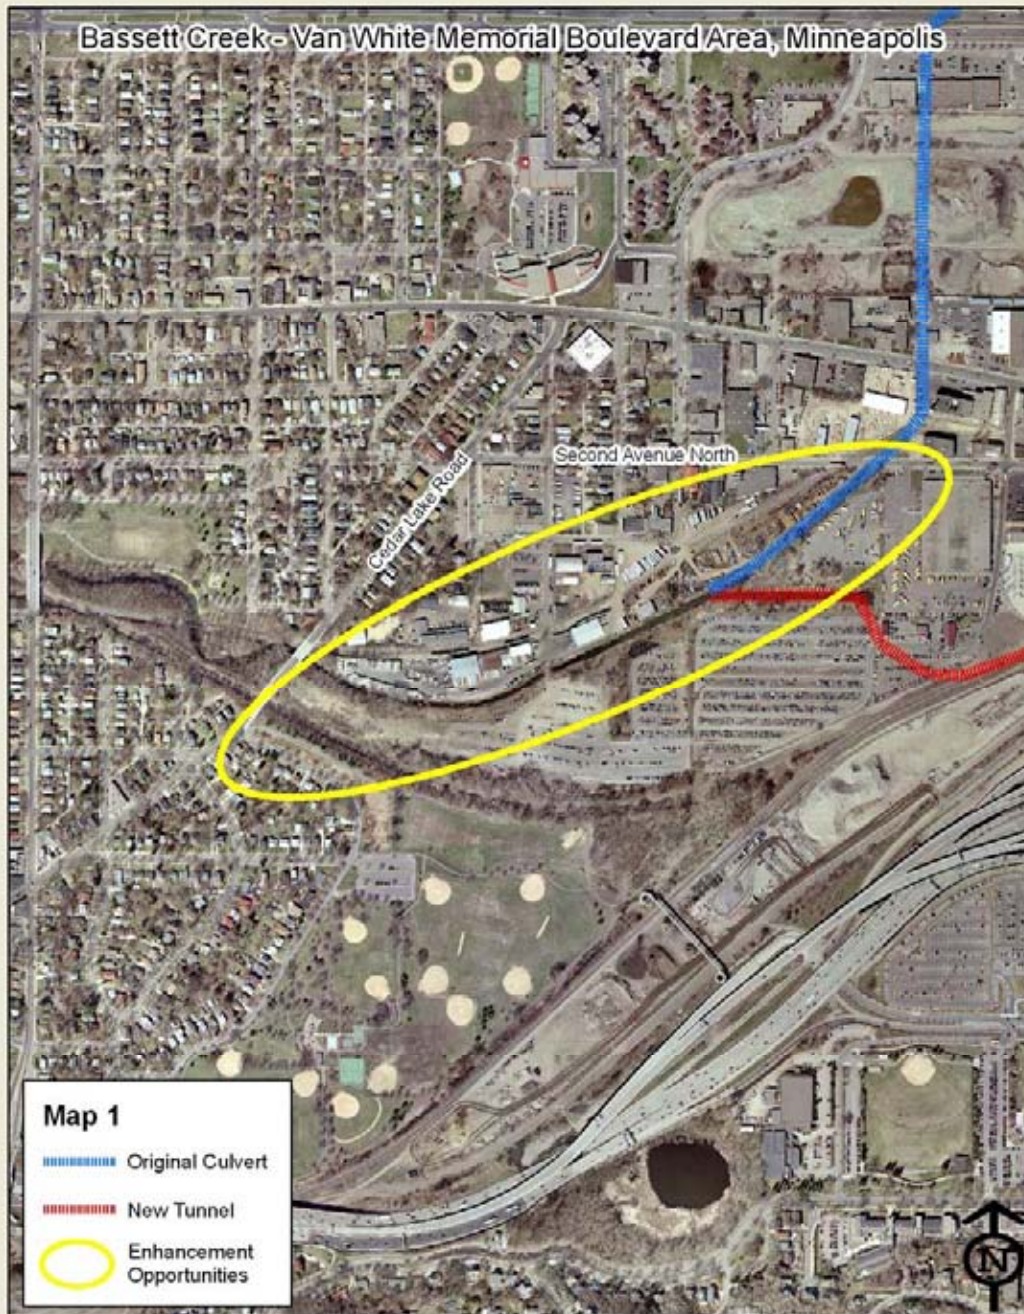 Bassett Creek - Van White Memorial Boulevard Area, Minneapolis
Second Avenue North
Cedar Lake Road
Map 1
Original Culvert
New Tunnel
Enhancement
Opportunities
N